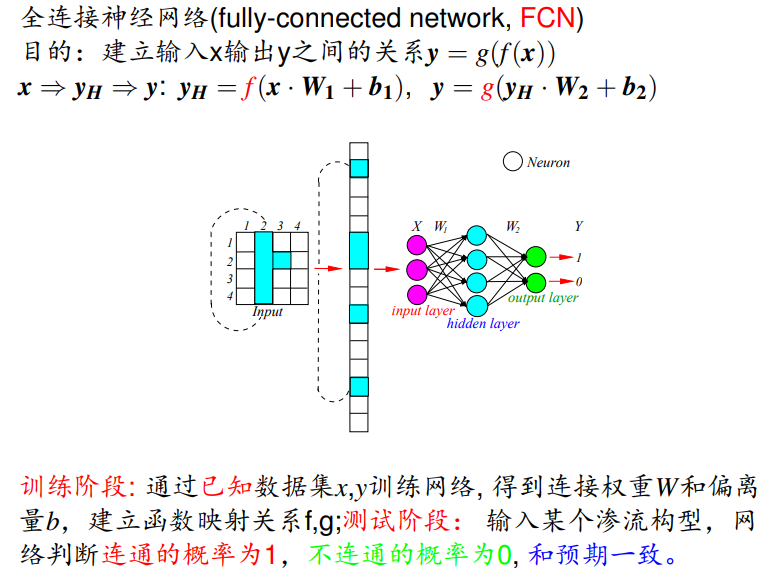 全连接神经网络(fully-connected network, FCN)
目的：建立输入x输出y之间的关系y = g(f(x))
x ⇒ y_H ⇒ y: y_H = f(x · W_1 + b_1), y = g(y_H · W_2 + b_2)
Neuron
1 2 3 4
1
2
3
4
Input
X W_1 W_2 Y
1
0
input layer
hidden layer
output layer
训练阶段: 通过已知数据集x,y训练网络, 得到连接权重W和偏离
量b，建立函数映射关系f,g;测试阶段： 输入某个渗流构型，网
络判断连通的概率为1，不连通的概率为0, 和预期一致。